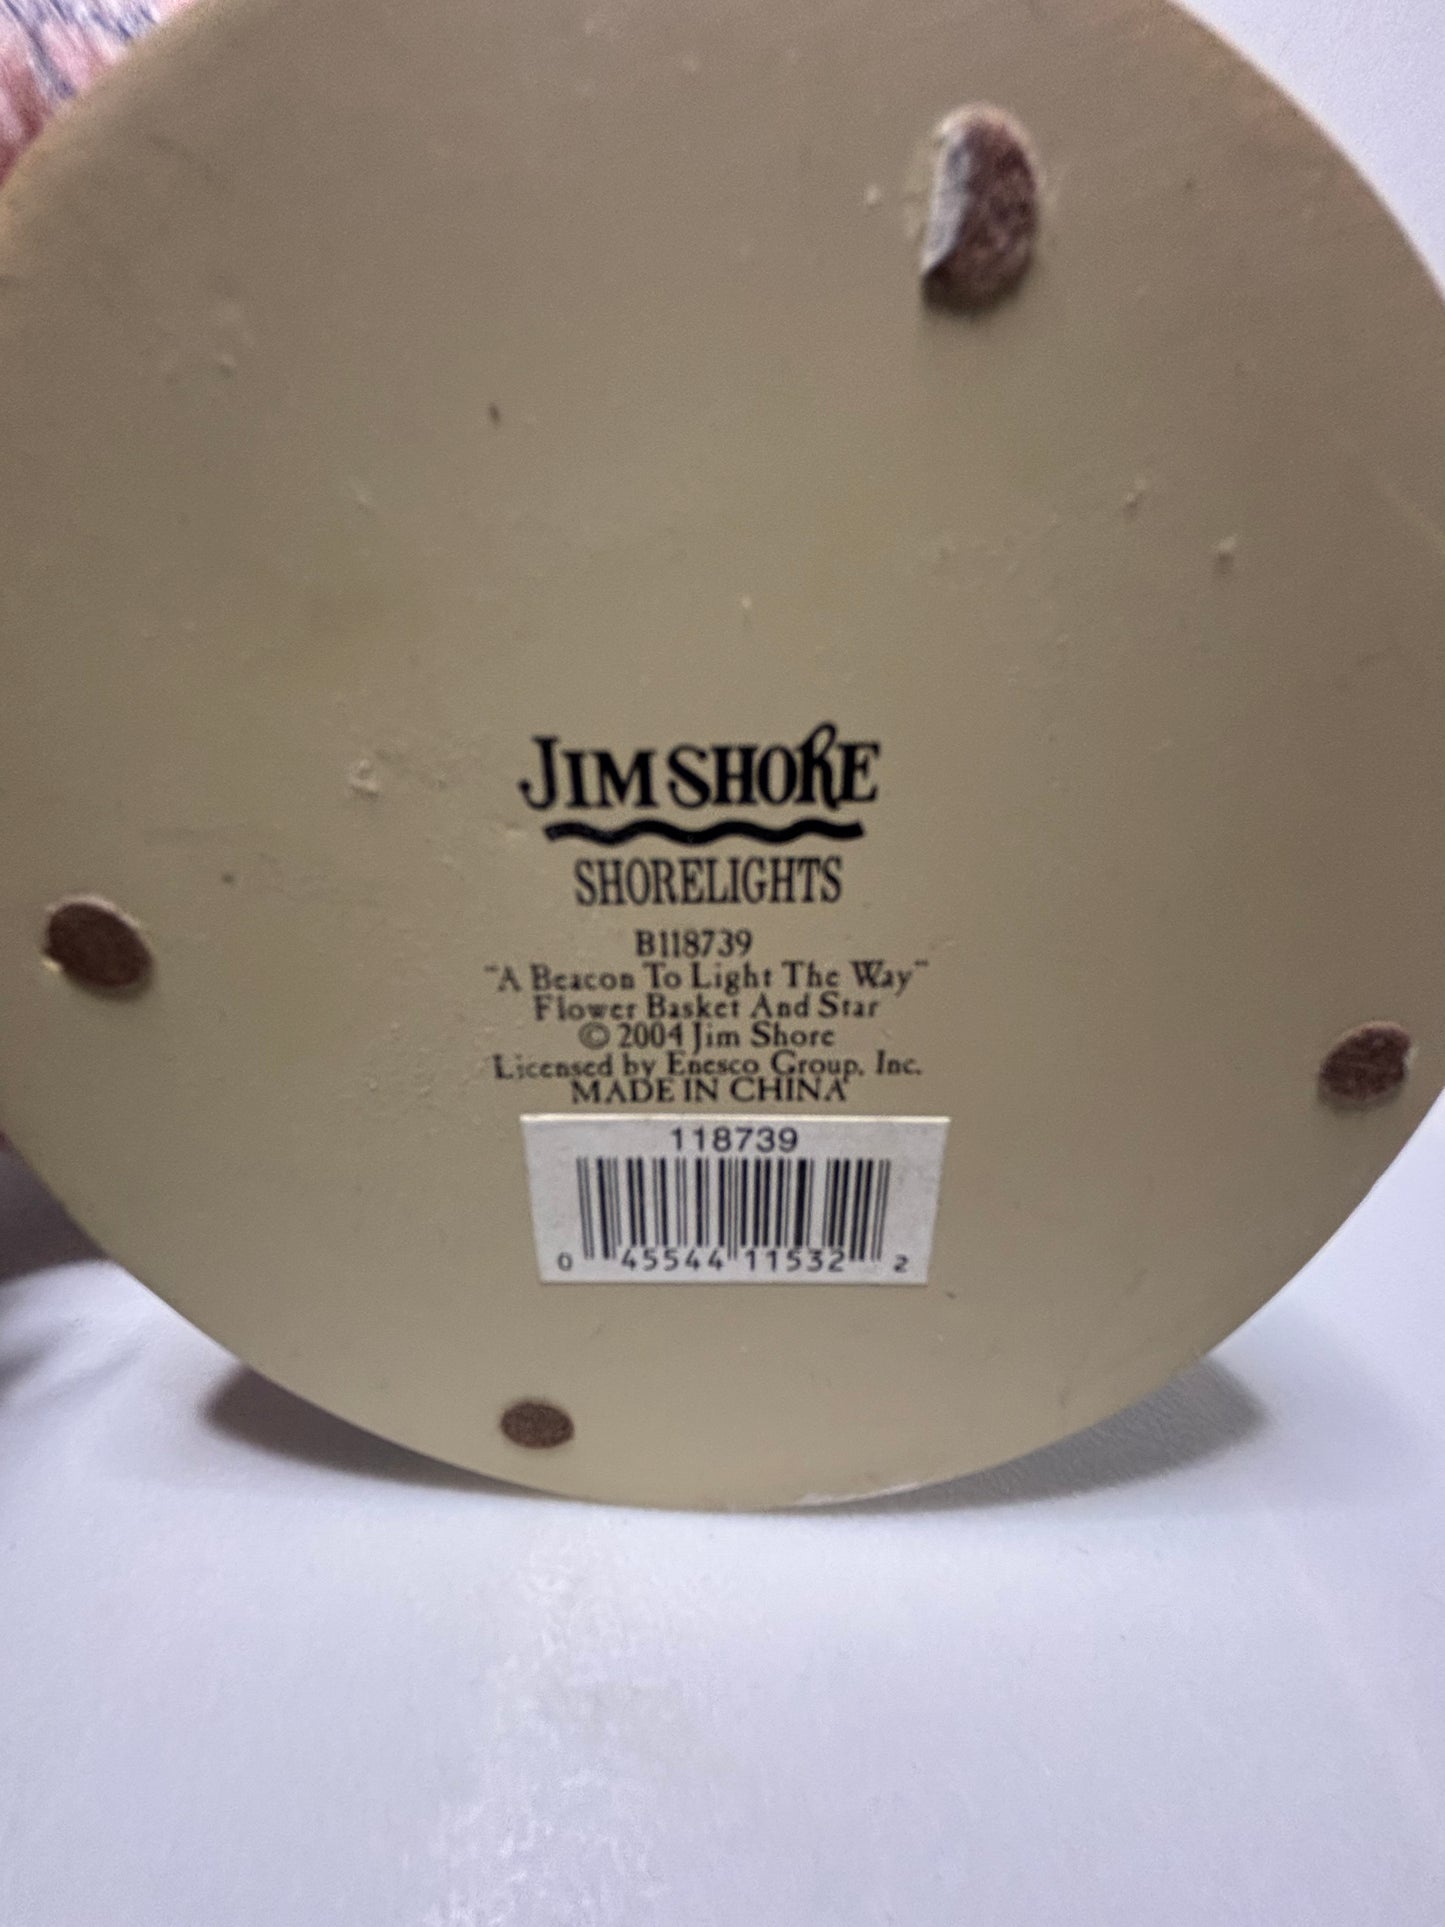 JIM SHORE
SHORELIGHTS
B118739
"A Beacon To Light The Way"
Flower Basket And Star
© 2004 Jim Shore
Licensed by Enesco Group, Inc.
MADE IN CHINA
118739
0 45544 11532 2